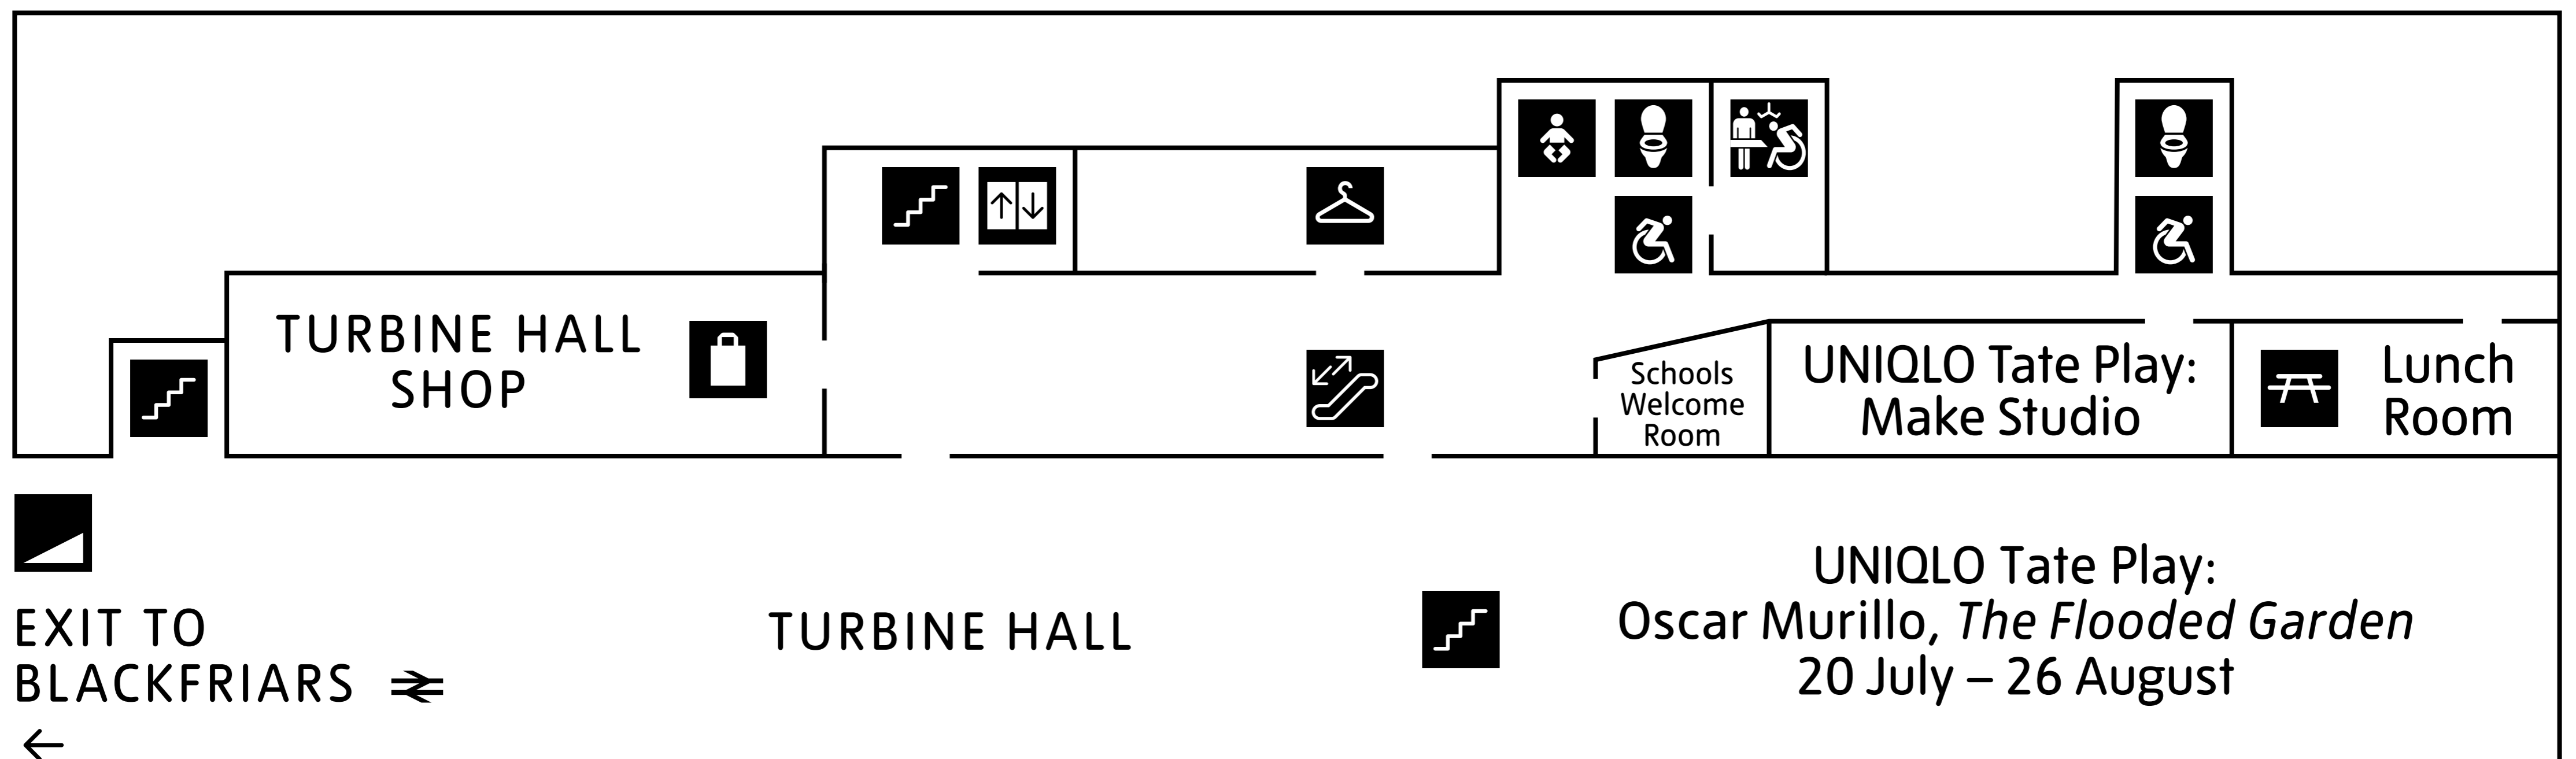 TURBINE HALL
SHOP
Schools
Welcome
Room
UNIQLO Tate Play:
Make Studio
Lunch
Room
EXIT TO
BLACKFRIARS
TURBINE HALL
UNIQLO Tate Play:
Oscar Murillo, The Flooded Garden
20 July – 26 August